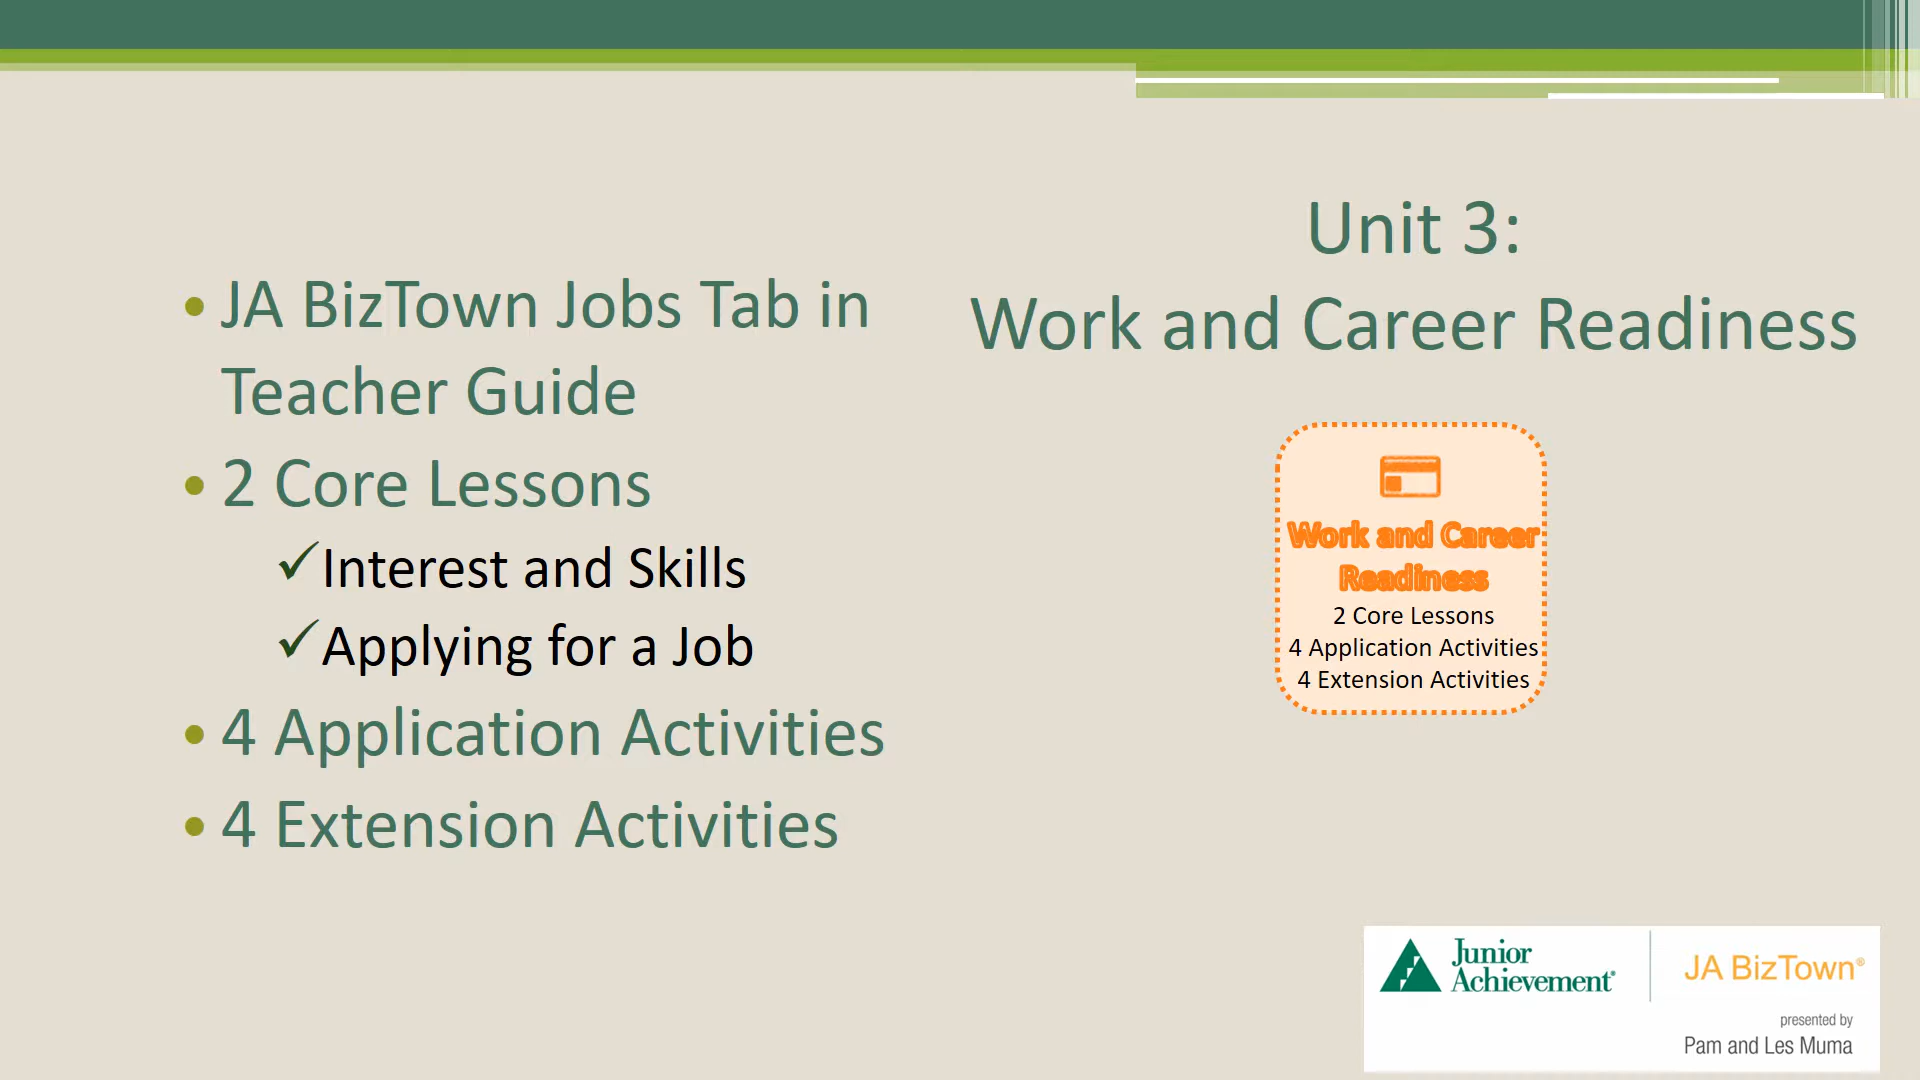 Unit 3:
Work and Career Readiness
• JA BizTown Jobs Tab in
Teacher Guide
• 2 Core Lessons
✓Interest and Skills
✓Applying for a Job
• 4 Application Activities
• 4 Extension Activities
Work and Career
Readiness
2 Core Lessons
4 Application Activities
4 Extension Activities
Junior
Achievement®
JA BizTown®
presented by
Pam and Les Muma